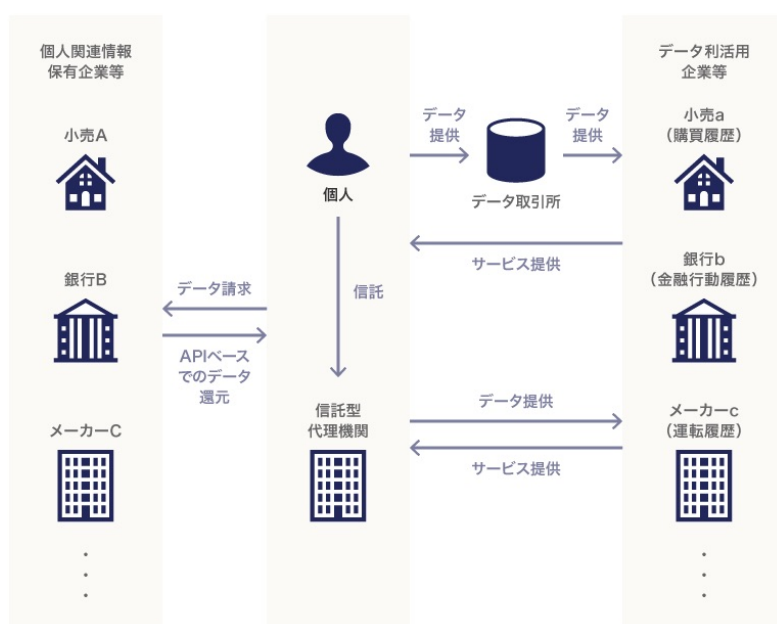 個人関連情報
保有企業等
小売A
銀行B
メーカーC
データ請求
APIベース
でのデータ
還元
個人
信託
信託型
代理機関
データ
提供
データ取引所
データ
提供
サービス提供
データ提供
サービス提供
データ利活用
企業等
小売a
(購買履歴)
銀行b
(金融行動履歴)
メーカーc
(運転履歴)